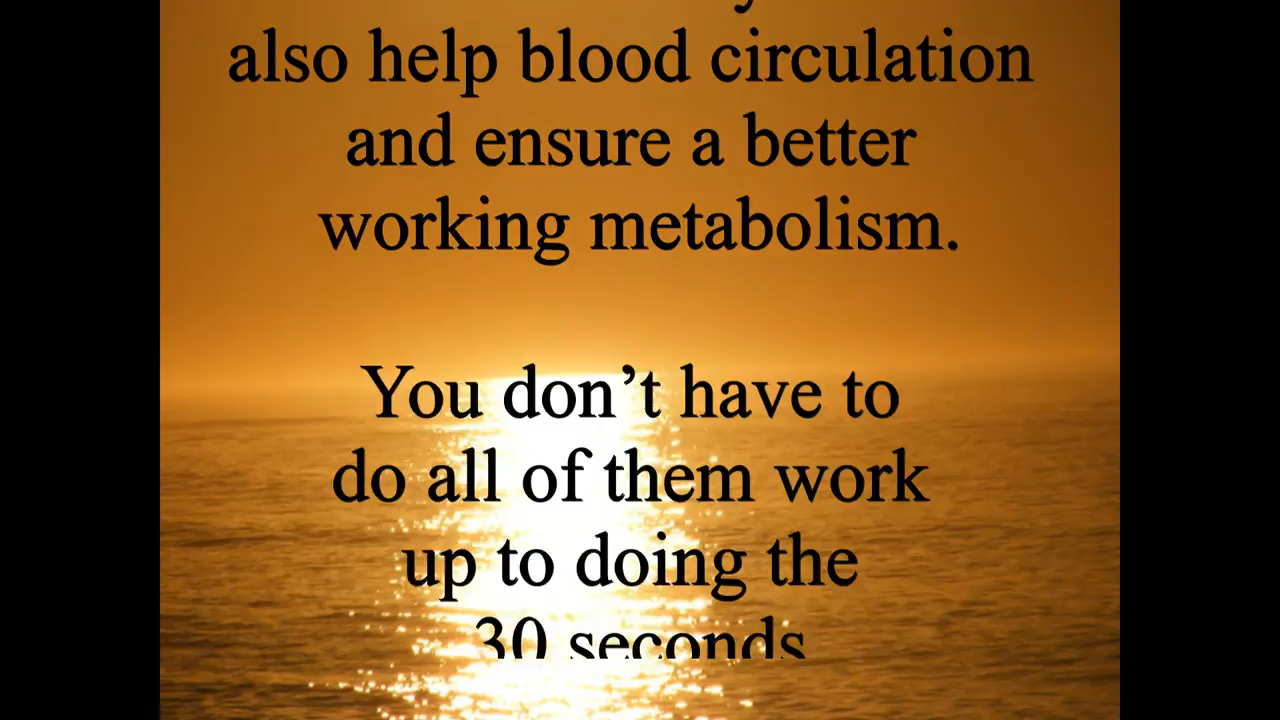 also help blood circulation
and ensure a better
working metabolism.
You don’t have to
do all of them work
up to doing the
30 seconds